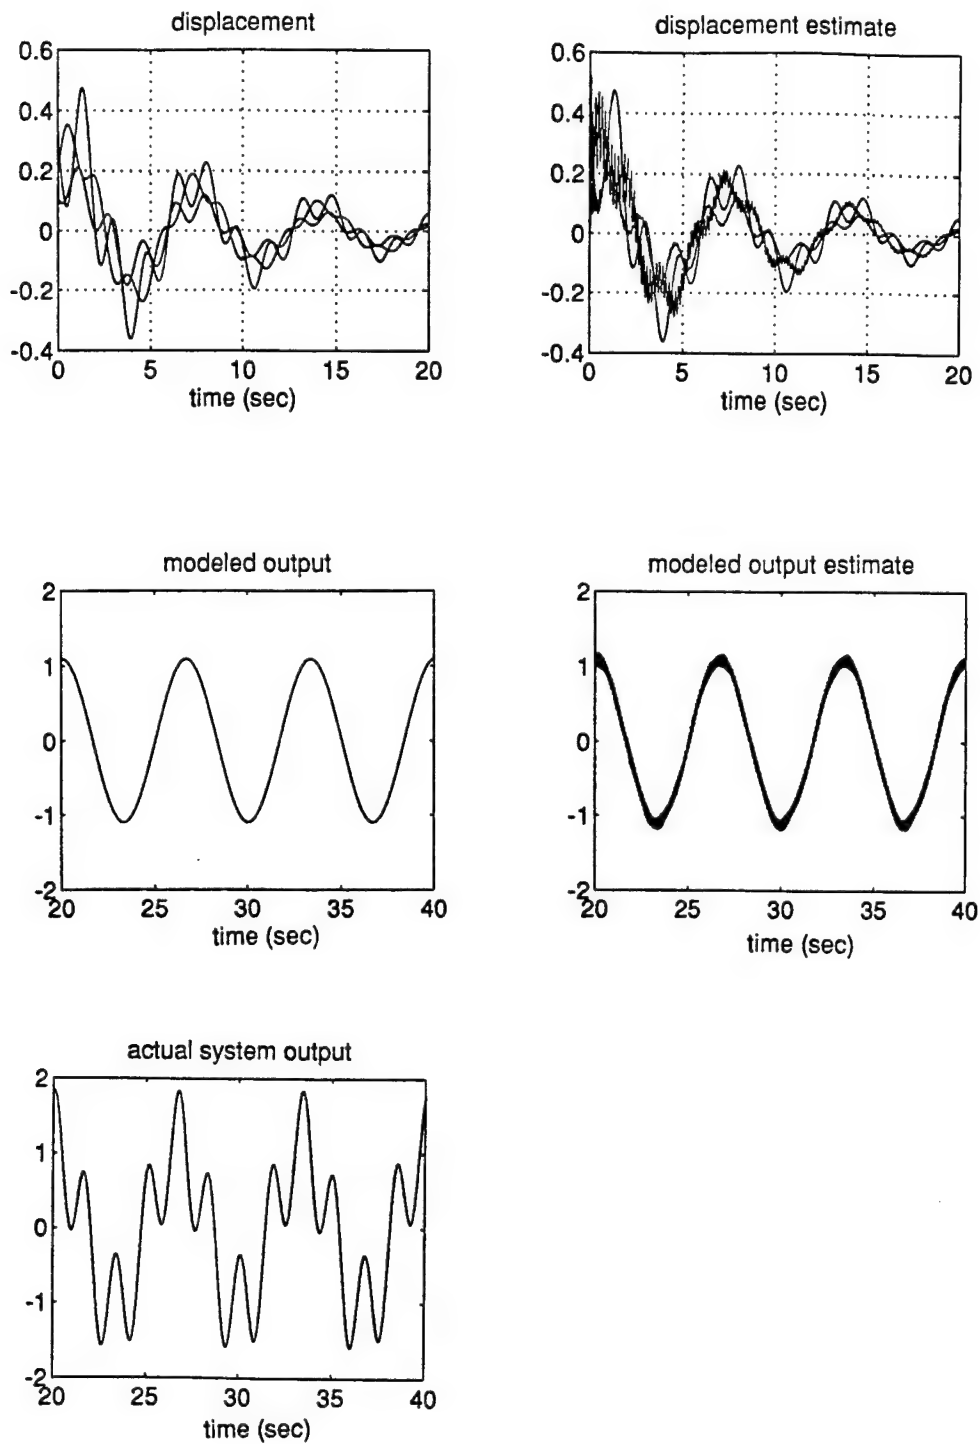 displacement
0.6
0.4
0.2
0
-0.2
-0.4
0 5 10 15 20
time (sec)
displacement estimate
0.6
0.4
0.2
0
-0.2
-0.4
0 5 10 15 20
time (sec)
modeled output
2
1
0
-1
-2
20 25 30 35 40
time (sec)
modeled output estimate
2
1
0
-1
-2
20 25 30 35 40
time (sec)
actual system output
2
1
0
-1
-2
20 25 30 35 40
time (sec)